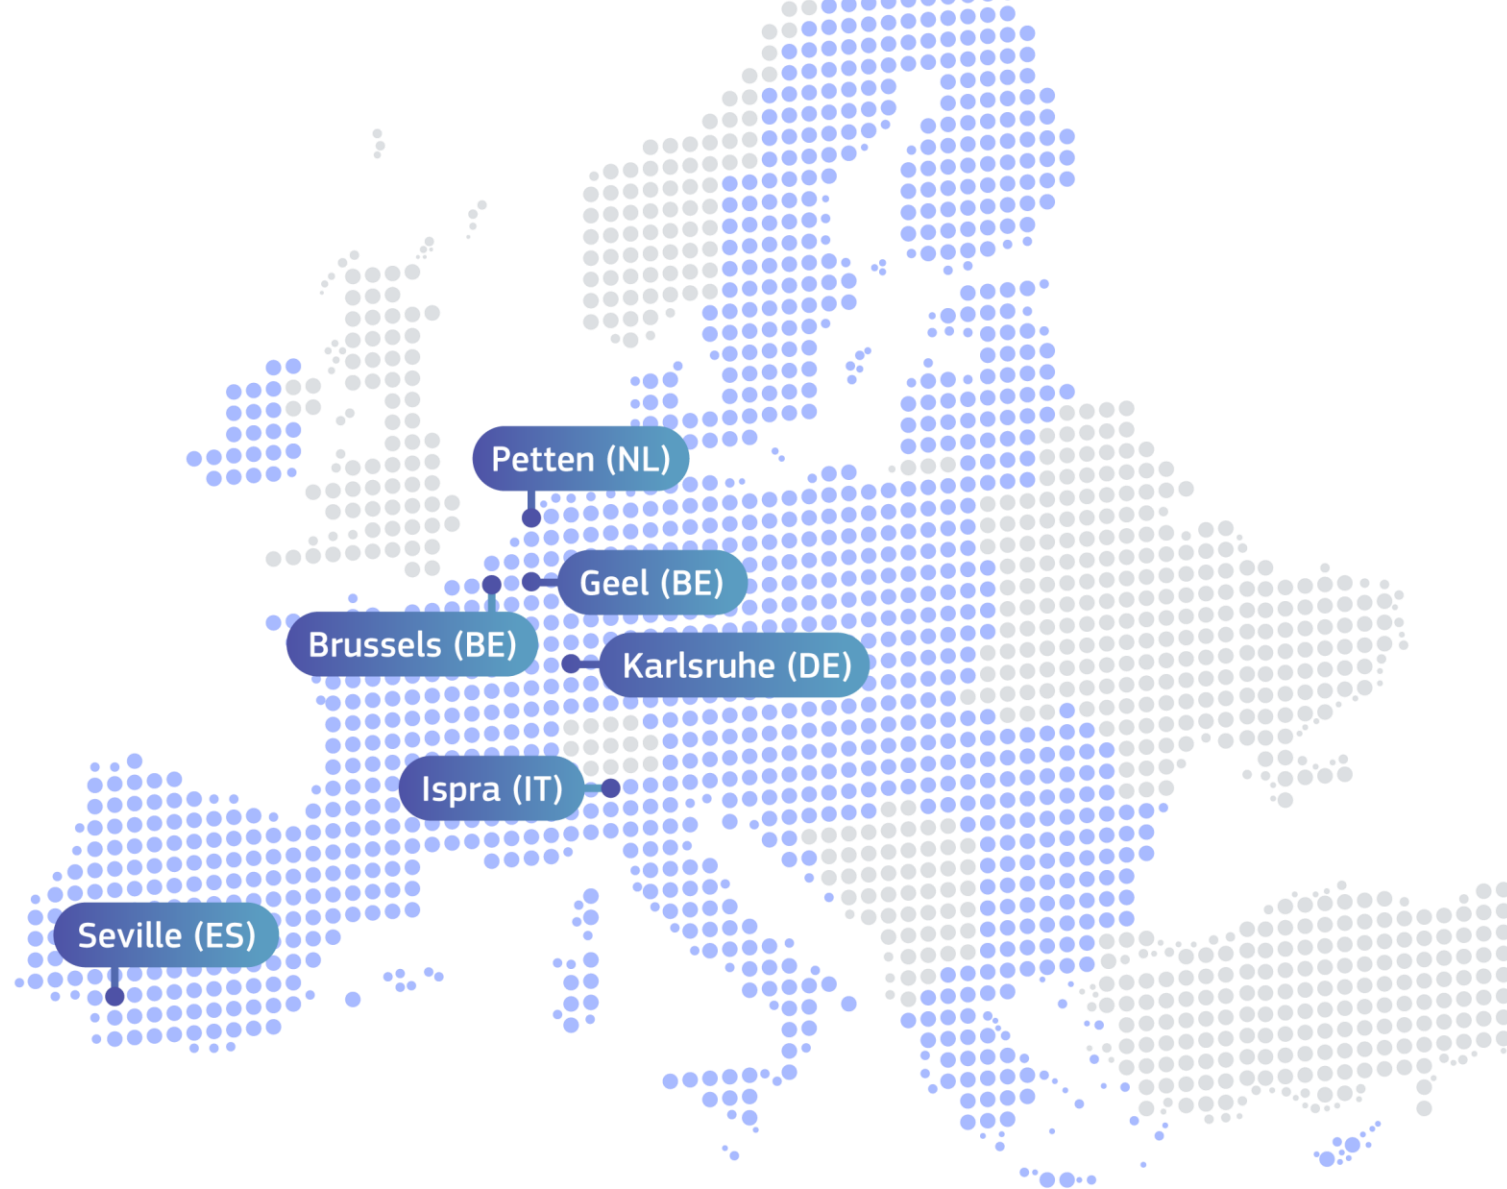 Petten (NL)
Geel (BE)
Brussels (BE)
Karlsruhe (DE)
Ispra (IT)
Seville (ES)